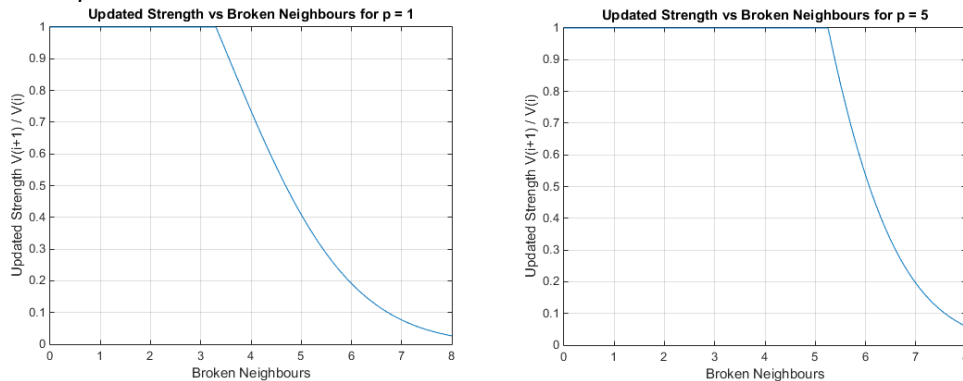 Updated Strength vs Broken Neighbours for p = 1
1
0.9
0.8
0.7
0.6
0.5
0.4
0.3
0.2
0.1
0
Updated Strength V(i+1) / V(i)
0 1 2 3 4 5 6 7 8
Broken Neighbours
Updated Strength vs Broken Neighbours for p = 5
1
0.9
0.8
0.7
0.6
0.5
0.4
0.3
0.2
0.1
0
Updated Strength V(i+1) / V(i)
0 1 2 3 4 5 6 7
Broken Neighbours